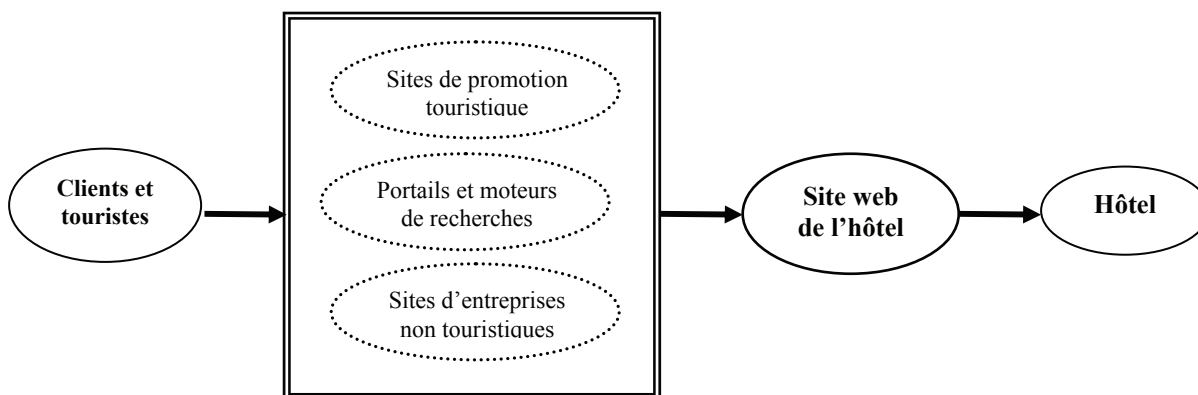 Clients et
touristes
Sites de promotion
touristique
Portails et moteurs
de recherches
Sites d'entreprises
non touristiques
Site web
de l'hôtel
Hôtel